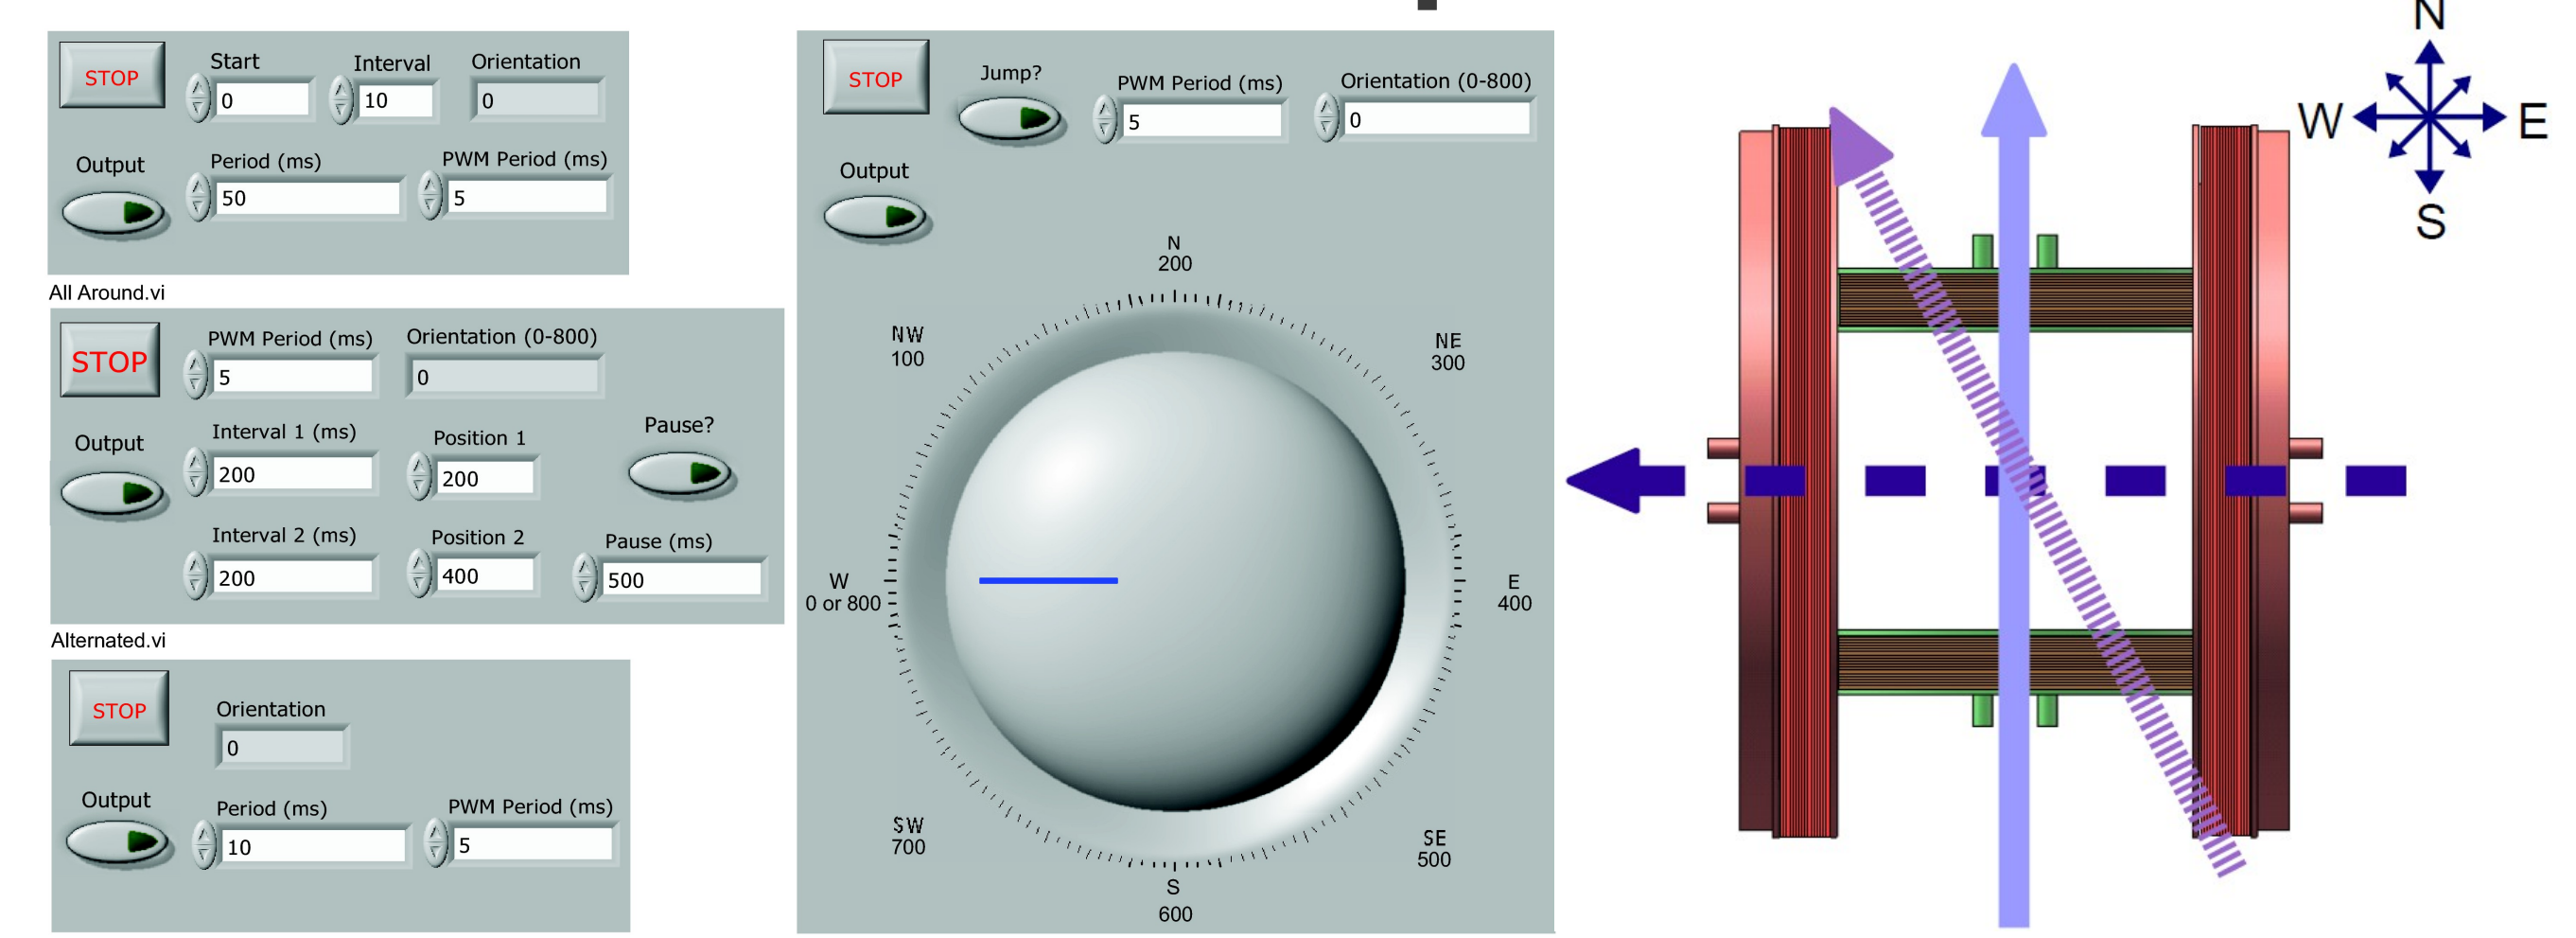 STOP
Start
0
Interval
10
Orientation
0
Output
Period (ms)
50
PWM Period (ms)
5
All Around.vi
STOP
PWM Period (ms)
5
Orientation (0-800)
0
Output
Interval 1 (ms)
200
Position 1
200
Pause?
Interval 2 (ms)
200
Position 2
400
Pause (ms)
500
Alternated.vi
STOP
Orientation
0
Output
Period (ms)
10
PWM Period (ms)
5
STOP
Jump?
PWM Period (ms)
5
Orientation (0-800)
0
Output
N
200
NW
100
NE
300
W
0 or 800
E
400
SW
700
SE
500
S
600
N
W
E
S